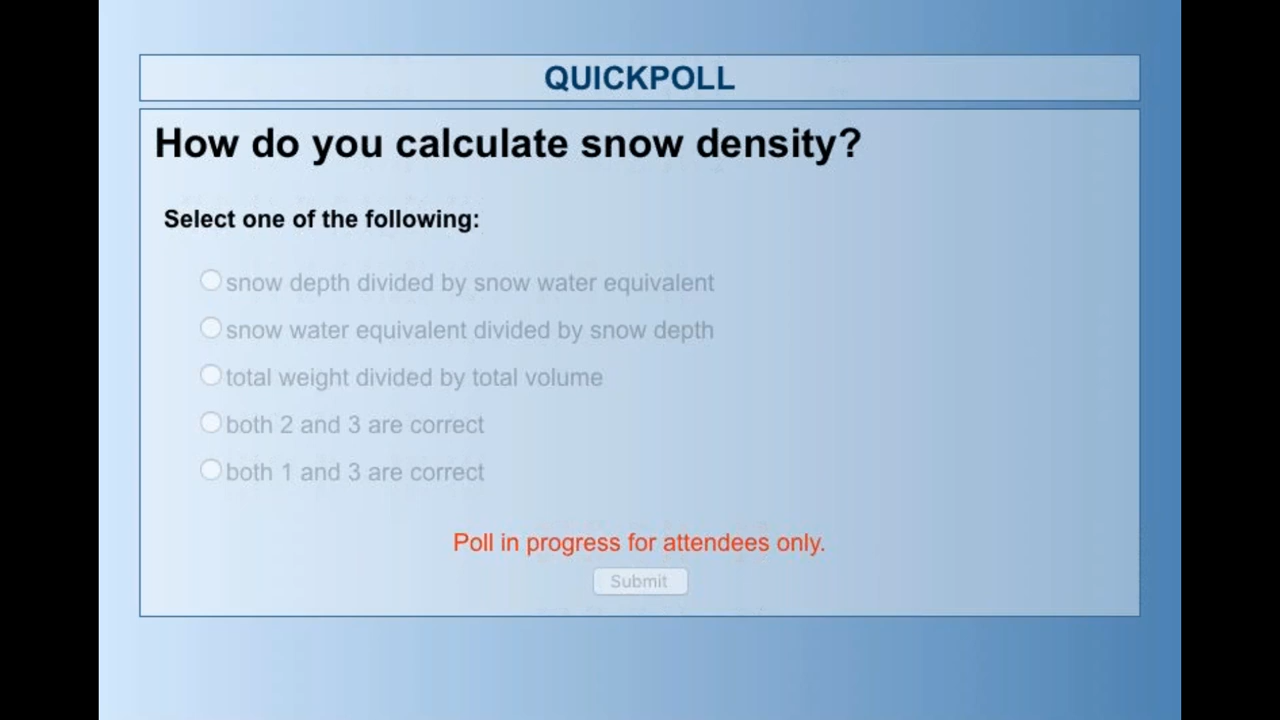 QUICKPOLL
How do you calculate snow density?
Select one of the following:
snow depth divided by snow water equivalent
snow water equivalent divided by snow depth
total weight divided by total volume
both 2 and 3 are correct
both 1 and 3 are correct
Poll in progress for attendees only.
Submit